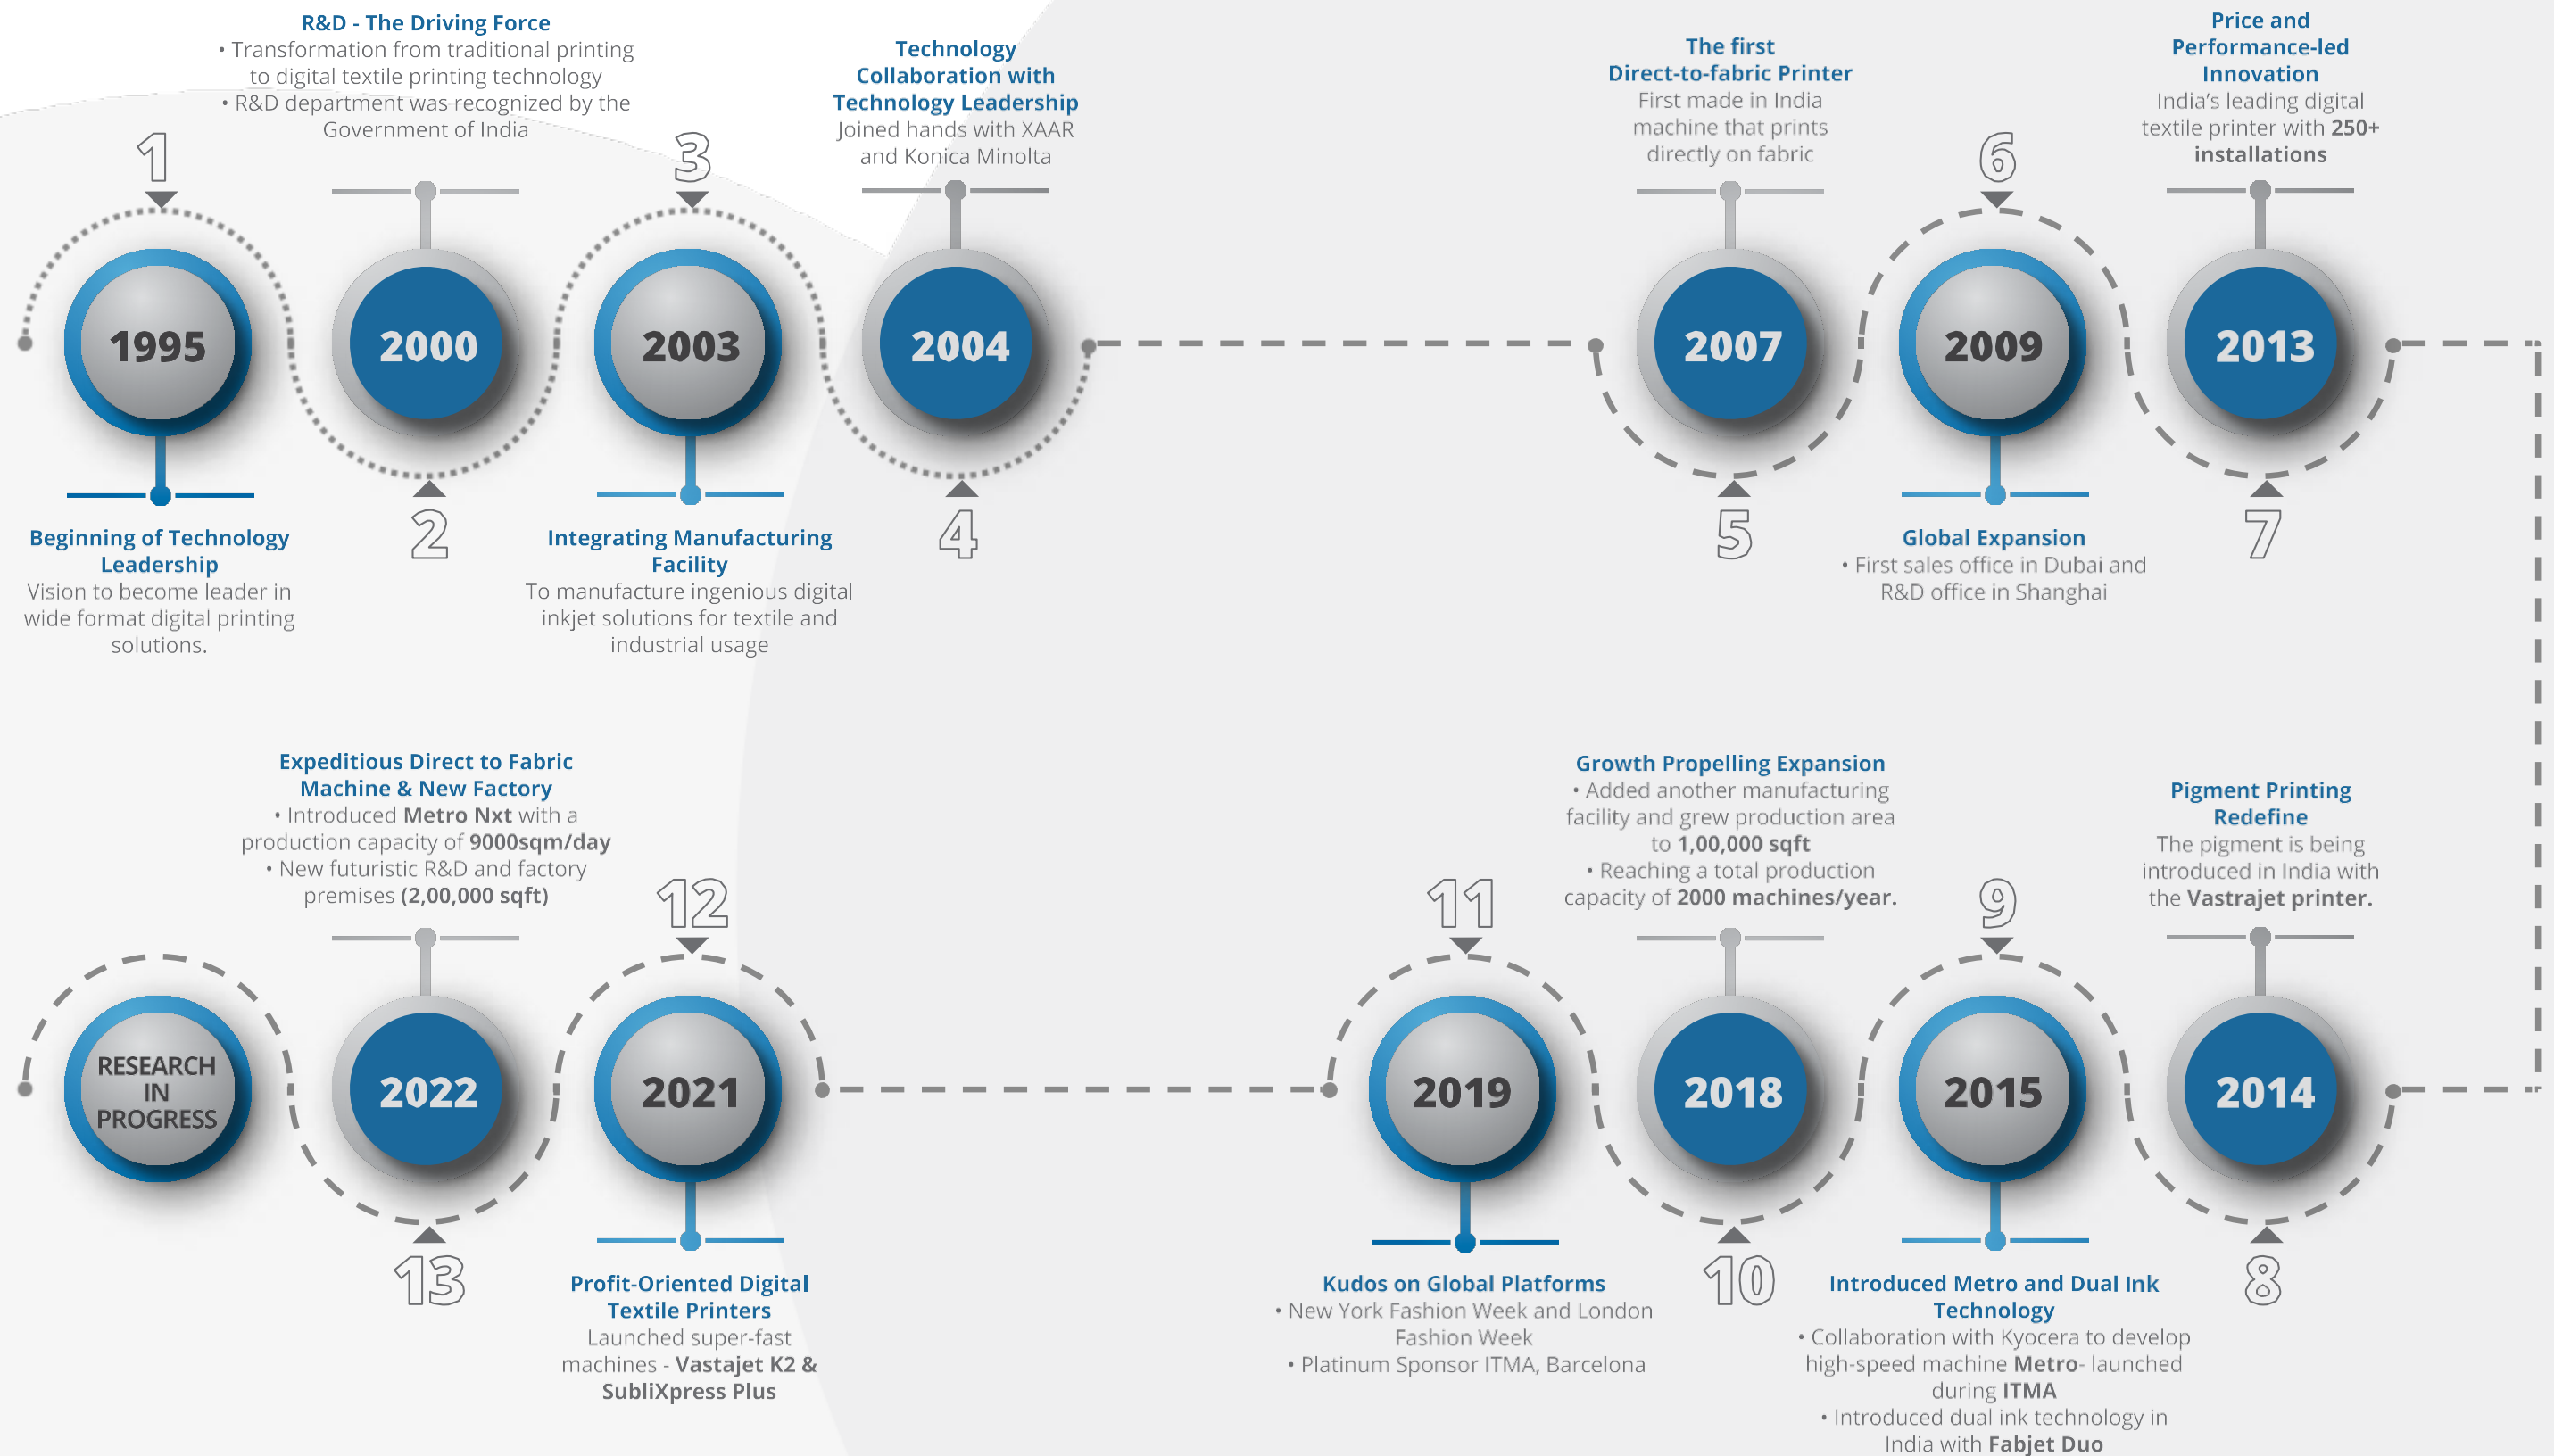 1
1995
Beginning of Technology
Leadership
Vision to become leader in
wide format digital printing
solutions.
R&D - The Driving Force
• Transformation from traditional printing
to digital textile printing technology
• R&D department was recognized by the
Government of India
2000
2
3
2003
Integrating Manufacturing
Facility
To manufacture ingenious digital
inkjet solutions for textile and
industrial usage
Technology
Collaboration with
Technology Leadership
Joined hands with XAAR
and Konica Minolta
2004
4
The first
Direct-to-fabric Printer
First made in India
machine that prints
directly on fabric
2007
5
6
2009
Global Expansion
• First sales office in Dubai and
R&D office in Shanghai
Price and
Performance-led
Innovation
India's leading digital
textile printer with 250+
installations
2013
7
Pigment Printing
Redefine
The pigment is being
introduced in India with
the Vastrajet printer.
2014
8
9
2015
Introduced Metro and Dual Ink
Technology
• Collaboration with Kyocera to develop
high-speed machine Metro- launched
during ITMA
• Introduced dual ink technology in
India with Fabjet Duo
Growth Propelling Expansion
• Added another manufacturing
facility and grew production area
to 1,00,000 sqft
• Reaching a total production
capacity of 2000 machines/year.
2018
10
11
2019
Kudos on Global Platforms
• New York Fashion Week and London
Fashion Week
• Platinum Sponsor ITMA, Barcelona
12
2021
Profit-Oriented Digital
Textile Printers
Launched super-fast
machines - Vastajet K2 &
SubliXpress Plus
Expeditious Direct to Fabric
Machine & New Factory
• Introduced Metro Nxt with a
production capacity of 9000sqm/day
• New futuristic R&D and factory
premises (2,00,000 sqft)
2022
13
RESEARCH
IN
PROGRESS